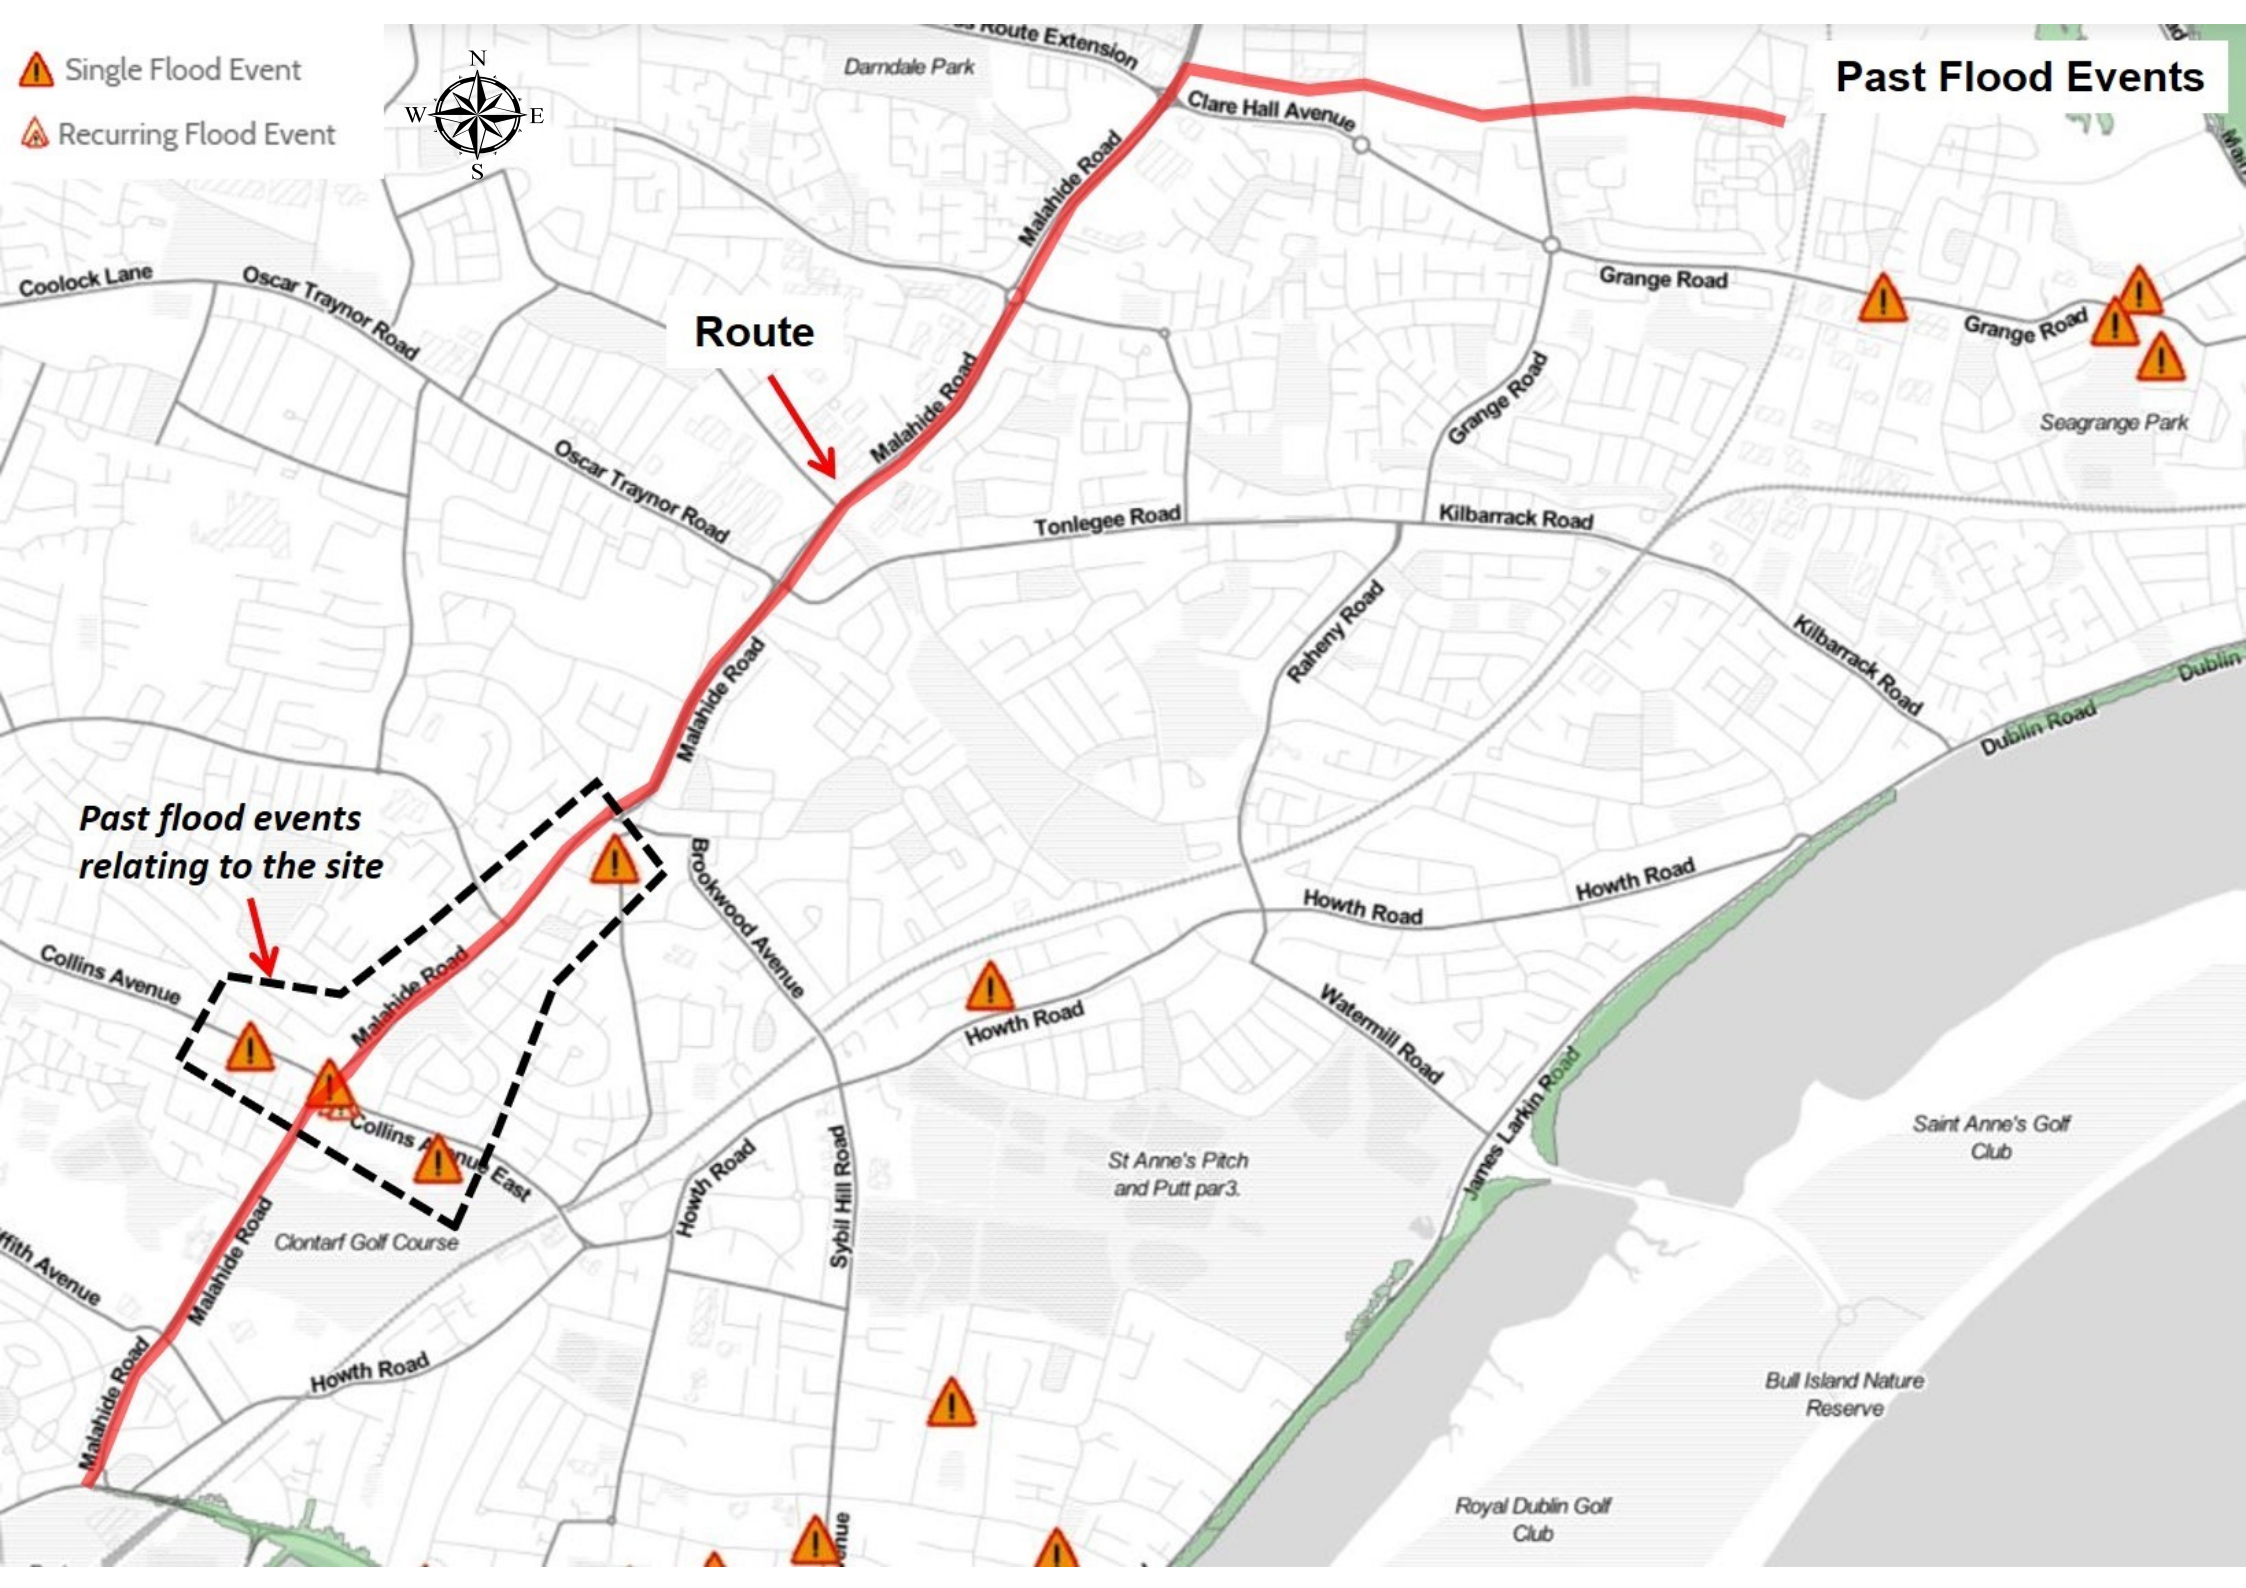 us Route Extension
Single Flood Event
Recurring Flood Event
N
W
E
S
Darndale Park
Past Flood Events
Clare Hall Avenue
Malahide Road
Coolock Lane
Oscar Traynor Road
Grange Road
Grange Road
Route
Malahide Road
Grange Road
Seagrange Park
Oscar Traynor Road
Tonlegee Road
Kilbarrack Road
Raheny Road
Malahide Road
Kilbarrack Road
Dublin
Dublin Road
Past flood events
relating to the site
Brookwood Avenue
Howth Road
Howth Road
Collins Avenue
Malahide Road
Howth Road
Watermill Road
James Larkin Road
Collins Avenue East
Saint Anne's Golf
Club
St Anne's Pitch
and Putt par3.
Howth Road
Sybil Hill Road
Malahide Road
Clontarf Golf Course
ffith Avenue
Malahide Road
Howth Road
Bull Island Nature
Reserve
Royal Dublin Golf
Club
nue